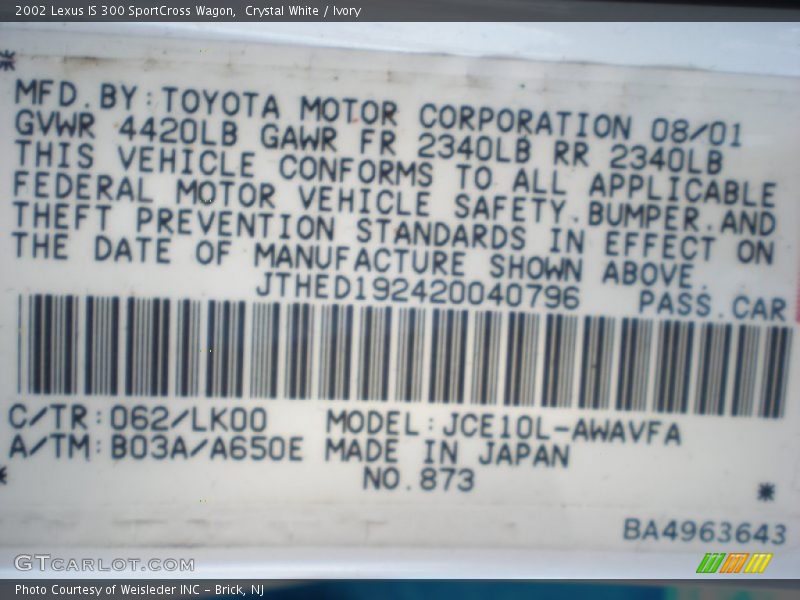 2002 Lexus IS 300 SportCross Wagon,  Crystal White / Ivory
MFD.BY:TOYOTA MOTOR CORPORATION 08/01
GVWR 4420LB GAWR FR 2340LB RR 2340LB
THIS VEHICLE CONFORMS TO ALL APPLICABLE
FEDERAL MOTOR VEHICLE SAFETY.BUMPER.AND
THEFT PREVENTION STANDARDS IN EFFECT ON
THE DATE OF MANUFACTURE SHOWN ABOVE.
JTHED192420040796 PASS.CAR
C/TR:062/LK00 MODEL:JCE10L-AWAVFA
A/TM:B03A/A650E MADE IN JAPAN
NO.873
BA4963643
GTcarlot.com
Photo Courtesy of Weisleder INC - Brick, NJ